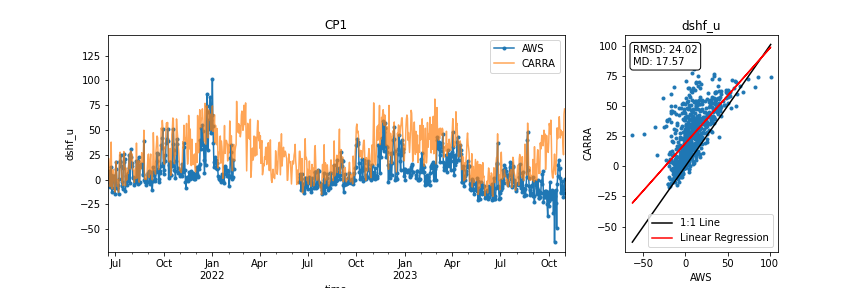 CP1
dshf_u
125
100
75
50
25
0
−25
−50
AWS
CARRA
Jul
Oct
Jan
2022
Apr
Jul
Oct
Jan
2023
Apr
Jul
Oct
dshf_u
dshf_u
RMSD: 24.02
MD: 17.57
CARRA
100
75
50
25
0
−25
−50
1:1 Line
Linear Regression
−50
0
50
100
AWS